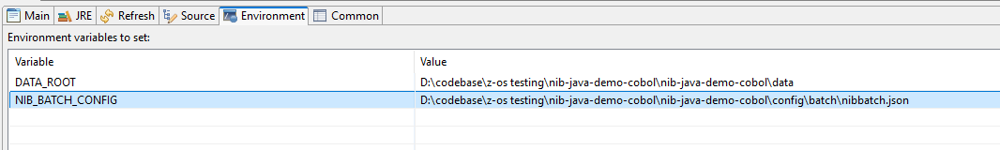 Main JRE Refresh Source Environment Common
Environment variables to set:
Variable Value
DATA_ROOT D:\codebase\z-os testing\nib-java-demo-cobol\nib-java-demo-cobol\data
NIB_BATCH_CONFIG D:\codebase\z-os testing\nib-java-demo-cobol\nib-java-demo-cobol\config\batch\nibbatch.json